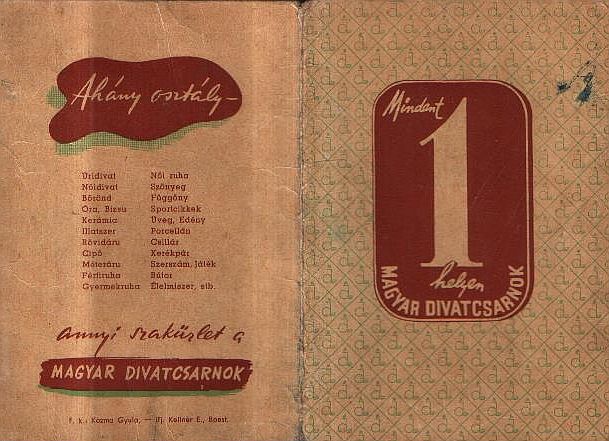 Ahány osztály—
Úridivat Női ruha
Nőidivat Szőnyeg
Bőrönd Függöny
Óra, Bizsu Sportcikkek
Kerámia Üveg, Edény
Illatszer Porcellán
Rövidáru Csillár
Cipő Kerékpár
Méteráru Szerszám, Játék
Férfiruha Bútor
Gyermekruha Élelmiszer, stb.
annyi szaküzlet a
MAGYAR DIVATCSARNOK
F. k.: Kozma Gyula, — Ifj. Kellner E., Bpest.
Mindent
1
helyen
MAGYAR DIVATCSARNOK